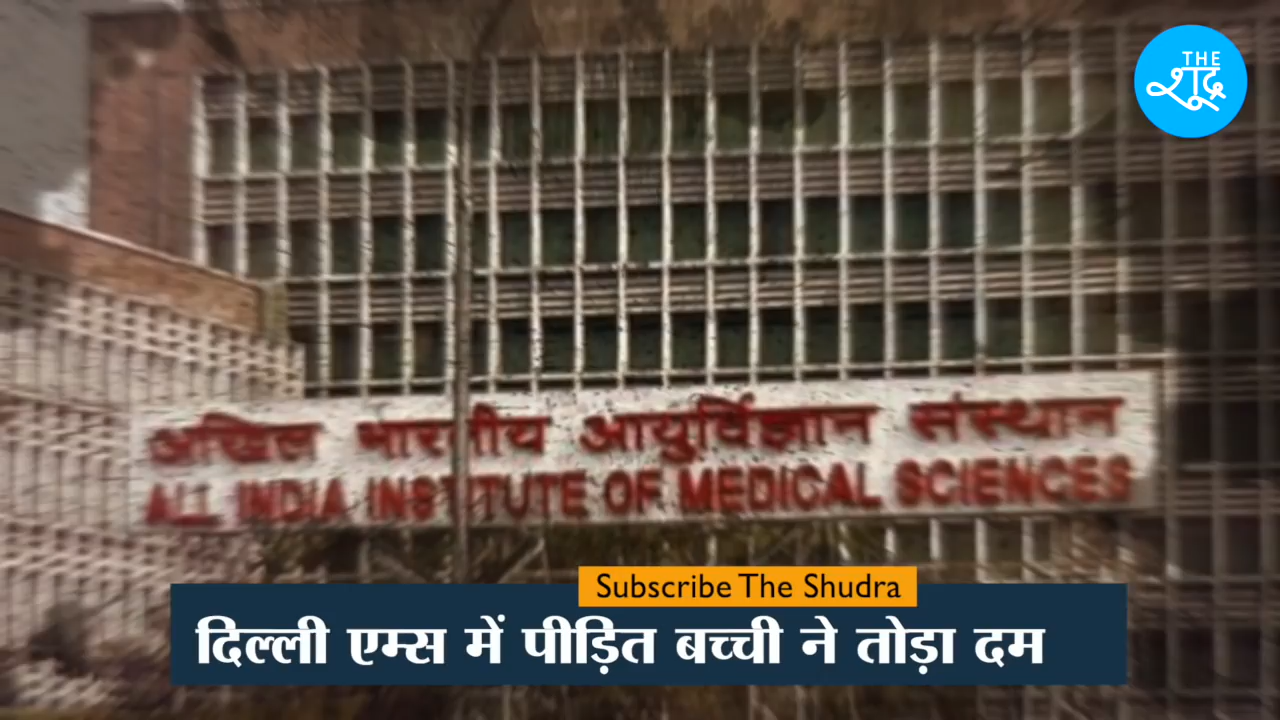 THE
शूद्र
अखिल भारतीय आयुर्विज्ञान संस्थान
ALL INDIA INSTITUTE OF MEDICAL SCIENCES
Subscribe The Shudra
दिल्ली एम्स में पीड़ित बच्ची ने तोड़ा दम